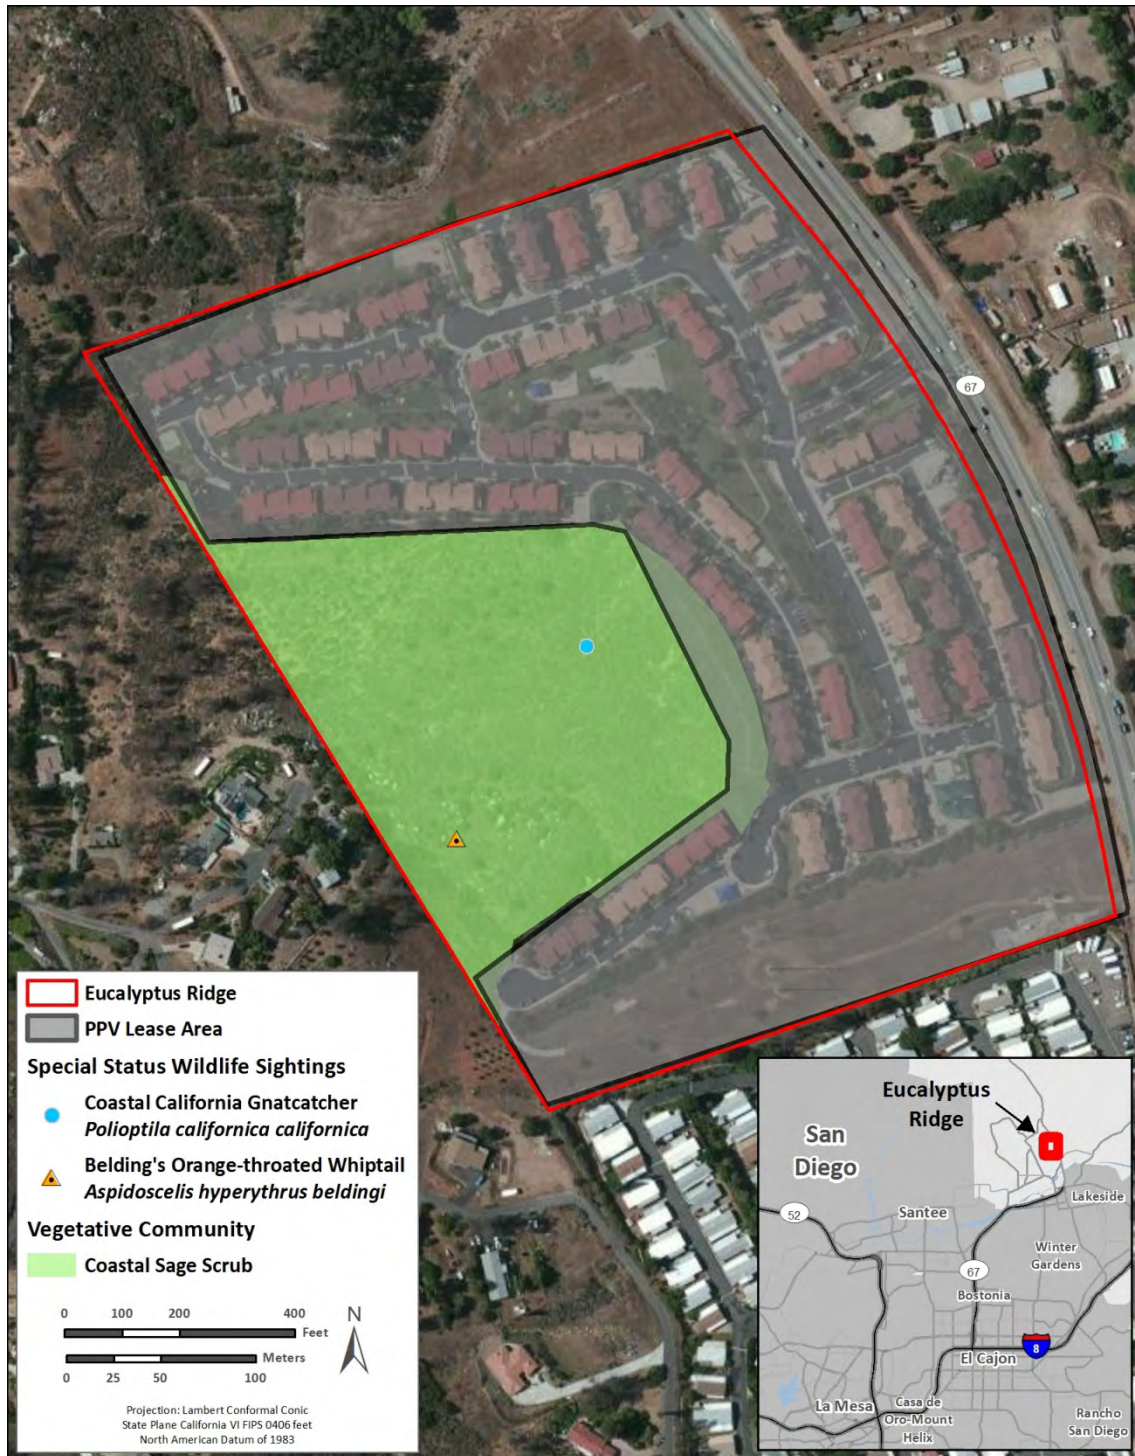 67
Eucalyptus Ridge
PPV Lease Area
Special Status Wildlife Sightings
Coastal California Gnatcatcher
Polioptila californica californica
Belding's Orange-throated Whiptail
Aspidoscelis hyperythrus beldingi
Vegetative Community
Coastal Sage Scrub
0 100 200 400
Feet
Meters
0 25 50 100
N
Projection: Lambert Conformal Conic
State Plane California VI FIPS 0406 feet
North American Datum of 1983
Eucalyptus
Ridge
San
Diego
Lakeside
52
Santee
Winter
Gardens
67
Bostonia
8
El Cajon
La Mesa
Casa de
Oro-Mount
Helix
Rancho
San Diego